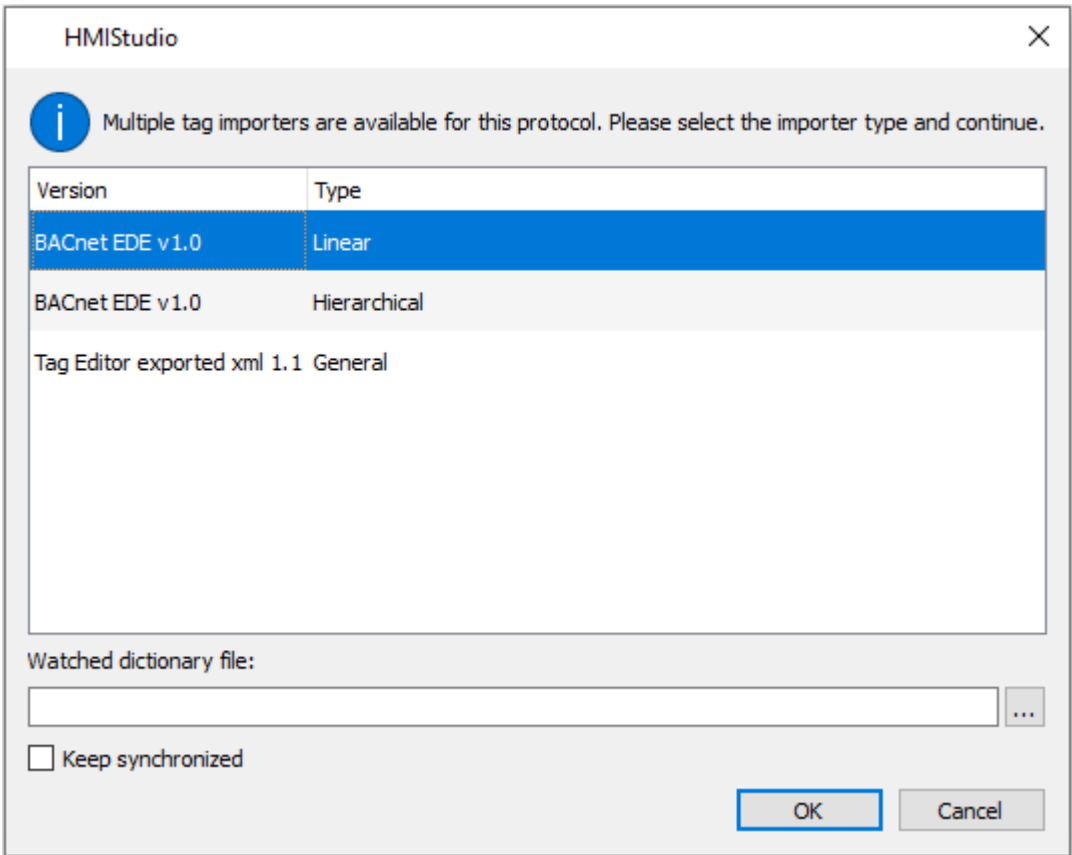 HMIStudio
Multiple tag importers are available for this protocol. Please select the importer type and continue.
Version Type
BACnet EDE v1.0 Linear
BACnet EDE v1.0 Hierarchical
Tag Editor exported xml 1.1 General
Watched dictionary file:
...
Keep synchronized
OK Cancel